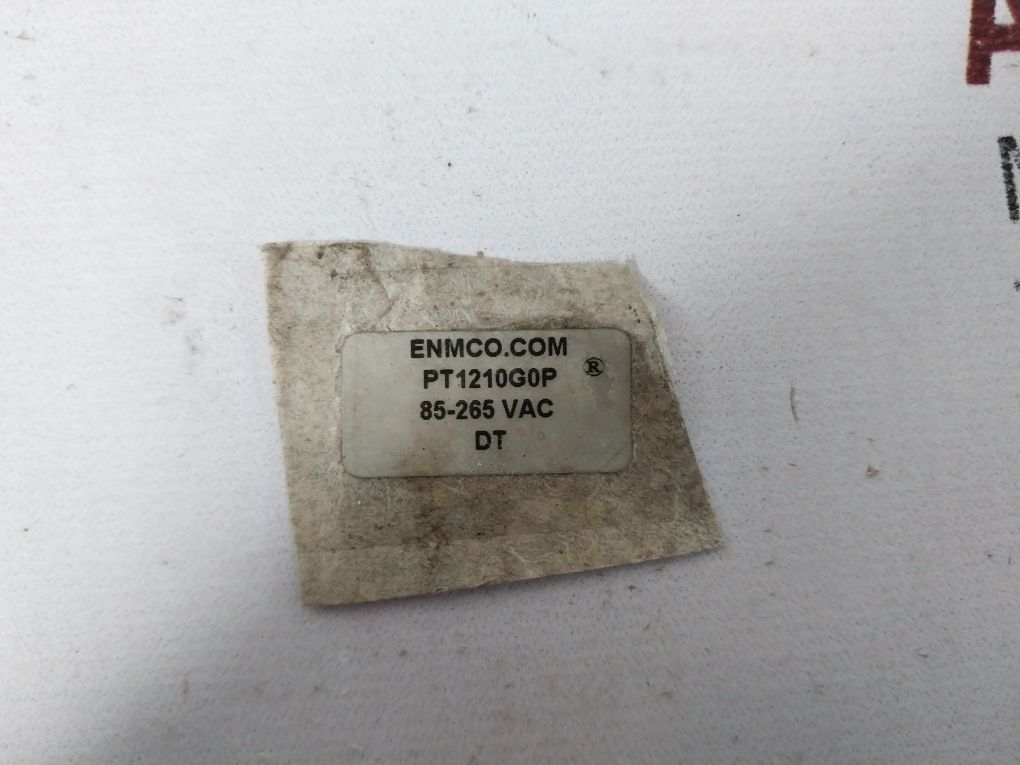 ENMCO.COM
PT1210G0P ®
85-265 VAC
DT